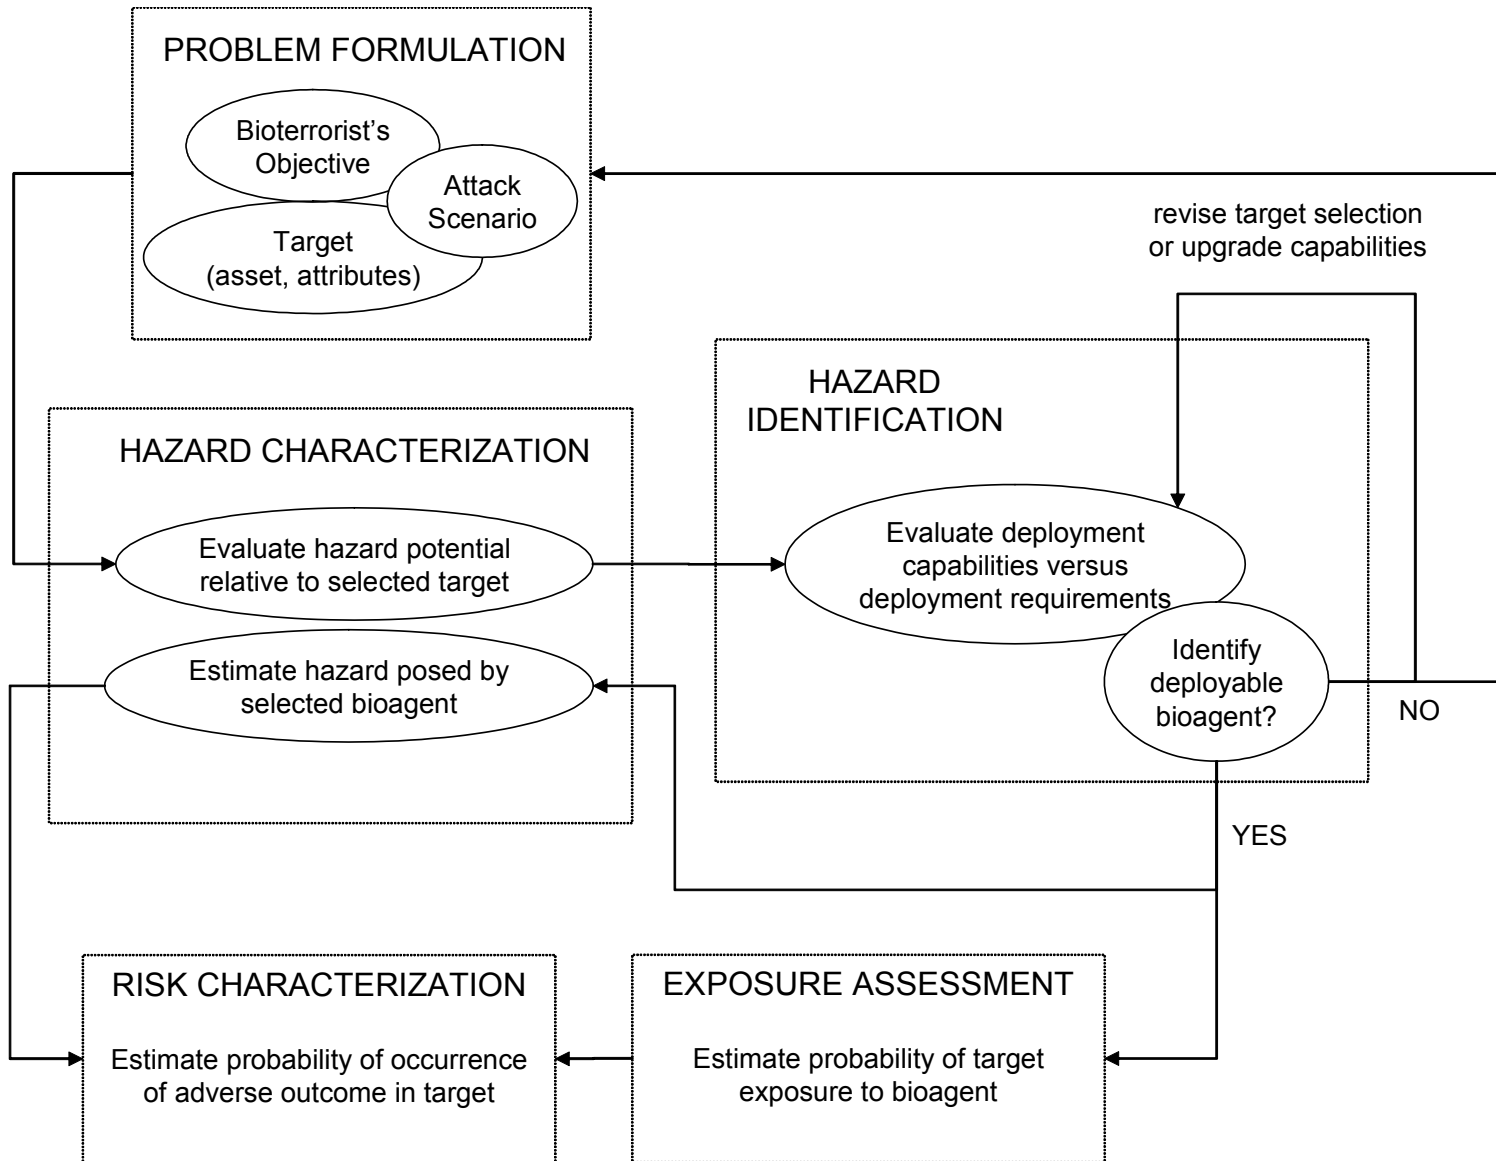 PROBLEM FORMULATION
Bioterrorist's
Objective
Attack
Scenario
Target
(asset, attributes)
revise target selection
or upgrade capabilities
HAZARD
IDENTIFICATION
HAZARD CHARACTERIZATION
Evaluate hazard potential
relative to selected target
Evaluate deployment
capabilities versus
deployment requirements
Estimate hazard posed by
selected bioagent
Identify
deployable
bioagent?
NO
YES
RISK CHARACTERIZATION
Estimate probability of occurrence
of adverse outcome in target
EXPOSURE ASSESSMENT
Estimate probability of target
exposure to bioagent